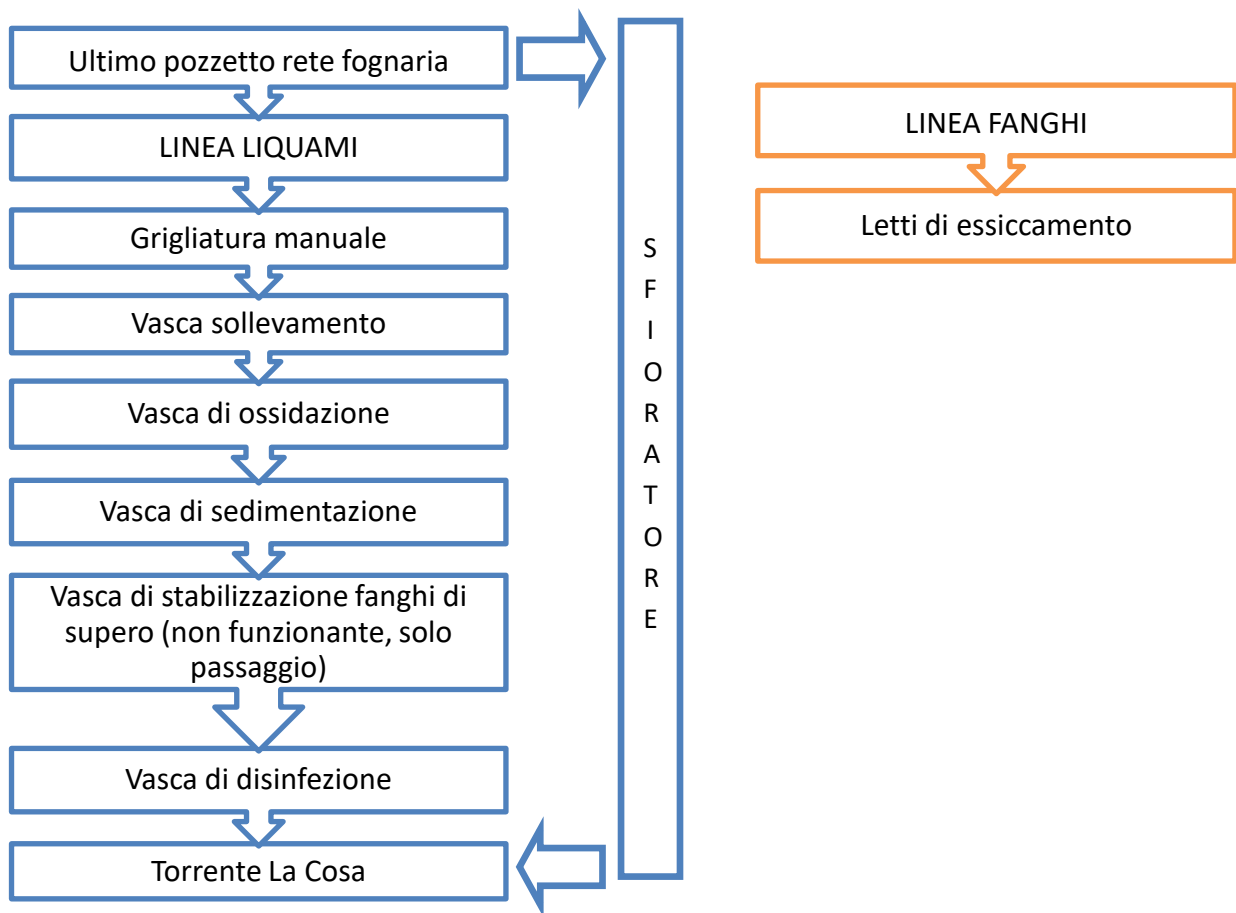 Ultimo pozzetto rete fognaria
LINEA LIQUAMI
Grigliatura manuale
Vasca sollevamento
Vasca di ossidazione
Vasca di sedimentazione
Vasca di stabilizzazione fanghi di
supero (non funzionante, solo
passaggio)
Vasca di disinfezione
Torrente La Cosa
S
F
I
O
R
A
T
O
R
E
LINEA FANGHI
Letti di essiccamento